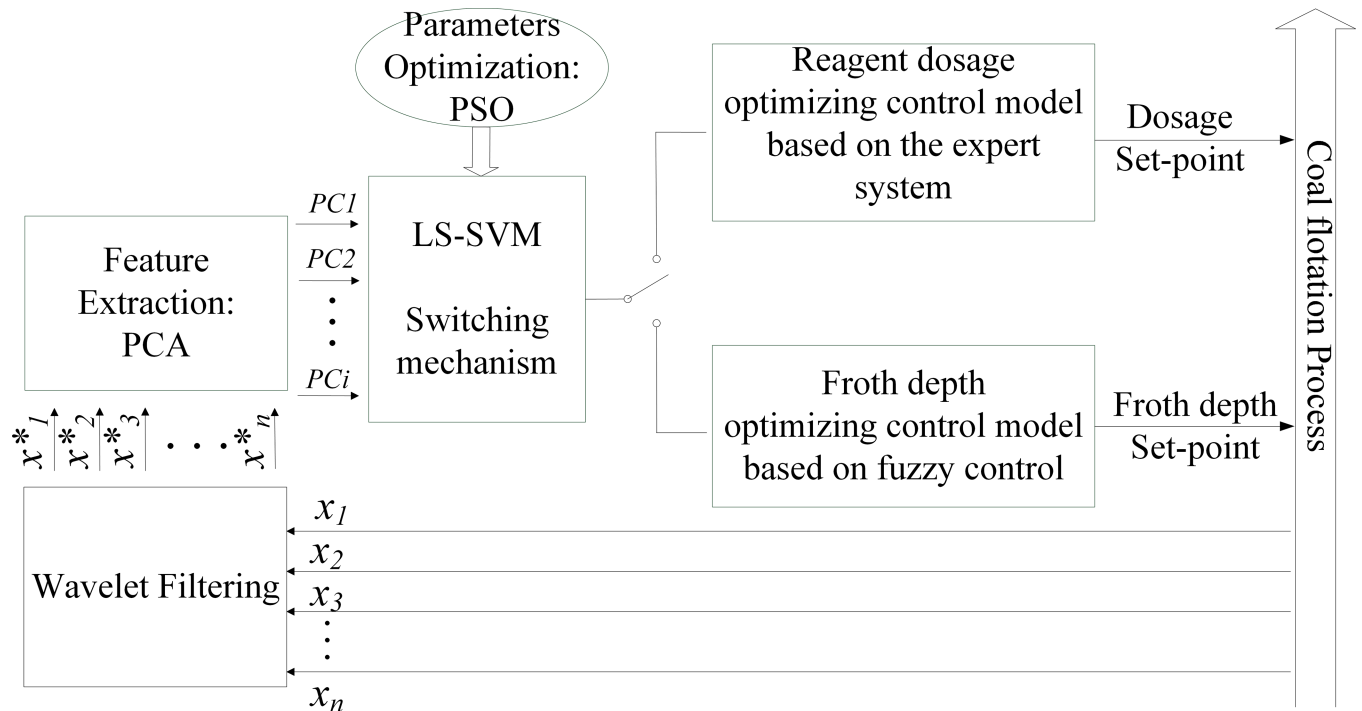 Parameters
Optimization:
PSO
Reagent dosage
optimizing control model
based on the expert
system
Dosage
Set-point
Coal flotation Process
PC1
PC2
PCi
LS-SVM
Switching
mechanism
Feature
Extraction:
PCA
Froth depth
optimizing control model
based on fuzzy control
Froth depth
Set-point
x*1
x*2
x*3
. . .
x*n
Wavelet Filtering
x1
x2
x3
xn